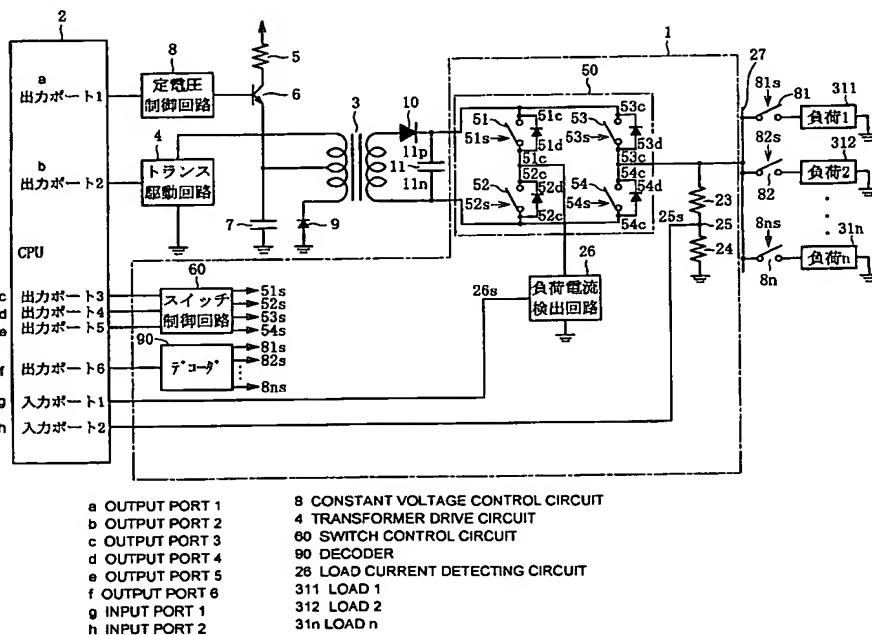 2
1
8
5
50
27
a
出力ポート1
定電圧
制御回路
6
3
10
81s
81
311
負荷1
4
51
51c
53
53c
51s
51d
53s
53d
b
出力ポート2
トランス
駆動回路
11p
11
11n
51c
53c
52c
54c
82s
312
負荷2
52
52d
54
54d
52s
52c
54s
54c
23
82
7
9
25s
25
24
8ns
31n
負荷n
8n
CPU
60
26
c 出力ポート3
d 出力ポート4
e 出力ポート5
スイッチ
制御回路
51s
52s
53s
54s
26s
負荷電流
検出回路
90
f 出力ポート6
デコーダ
81s
82s
8ns
g 入力ポート1
h 入力ポート2
a OUTPUT PORT 1
b OUTPUT PORT 2
c OUTPUT PORT 3
d OUTPUT PORT 4
e OUTPUT PORT 5
f OUTPUT PORT 6
g INPUT PORT 1
h INPUT PORT 2
8 CONSTANT VOLTAGE CONTROL CIRCUIT
4 TRANSFORMER DRIVE CIRCUIT
60 SWITCH CONTROL CIRCUIT
90 DECODER
26 LOAD CURRENT DETECTING CIRCUIT
311 LOAD 1
312 LOAD 2
31n LOAD n